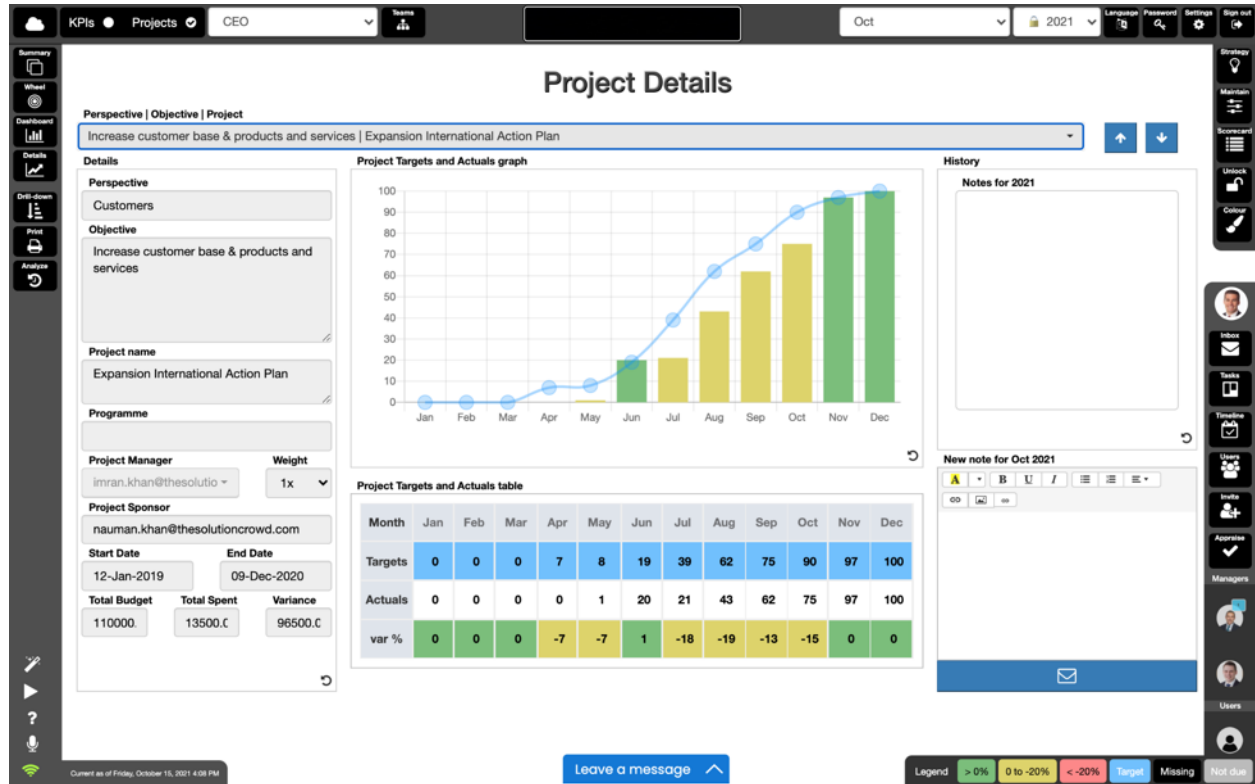 KPIs Projects CEO Teams Oct 2021 Language Password Settings Sign out
Summary
Wheel
Dashboard
Details
Drill-down
Print
Analyze
Project Details
Perspective | Objective | Project
Increase customer base & products and services | Expansion International Action Plan
Details
Perspective
Customers
Objective
Increase customer base & products and
services
Project name
Expansion International Action Plan
Programme
Project Manager Weight
imran.khan@thesolutio 1x
Project Sponsor
nauman.khan@thesolutioncrowd.com
Start Date End Date
12-Jan-2019 09-Dec-2020
Total Budget Total Spent Variance
110000. 13500.0 96500.0
Project Targets and Actuals graph
100
90
80
70
60
50
40
30
20
10
0
Jan Feb Mar Apr May Jun Jul Aug Sep Oct Nov Dec
Project Targets and Actuals table
Month Jan Feb Mar Apr May Jun Jul Aug Sep Oct Nov Dec
Targets 0 0 0 7 8 19 39 62 75 90 97 100
Actuals 0 0 0 0 1 20 21 43 62 75 97 100
var % 0 0 0 -7 -7 1 -18 -19 -13 -15 0 0
History
Notes for 2021
New note for Oct 2021
A B U I
Strategy
Maintain
Scorecard
Unlock
Colour
Inbox
Tasks
Timeline
Users
Invite
Appraise
Managers
Users
?
Current as of Friday, October 15, 2021 4:08 PM
Leave a message
Legend > 0% 0 to -20% < -20% Target Missing Not due